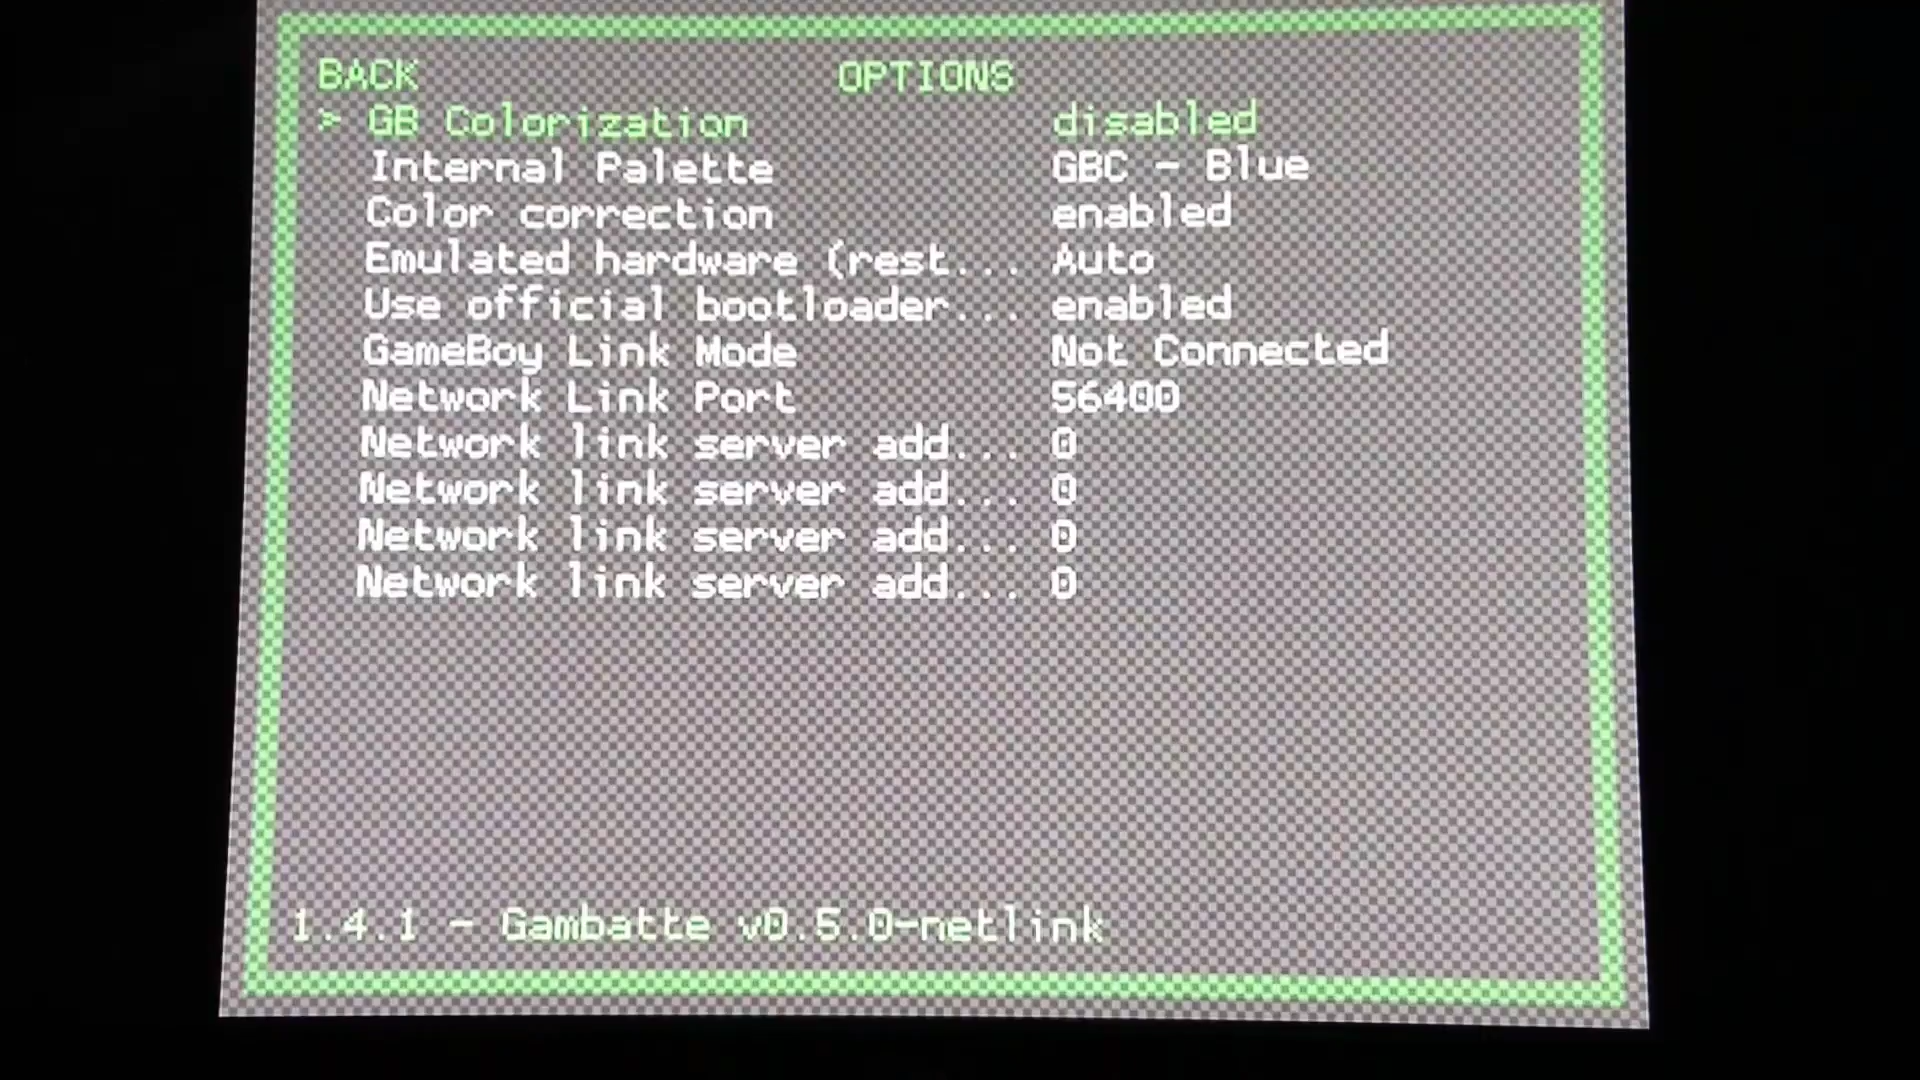 BACK OPTIONS
> GB Colorization disabled
Internal Palette GBC - Blue
Color correction enabled
Emulated hardware (rest... Auto
Use official bootloader... enabled
GameBoy Link Mode Not Connected
Network Link Port 56400
Network link server add... 0
Network link server add... 0
Network link server add... 0
Network link server add... 0
1.4.1 - Gambatte v0.5.0-netlink